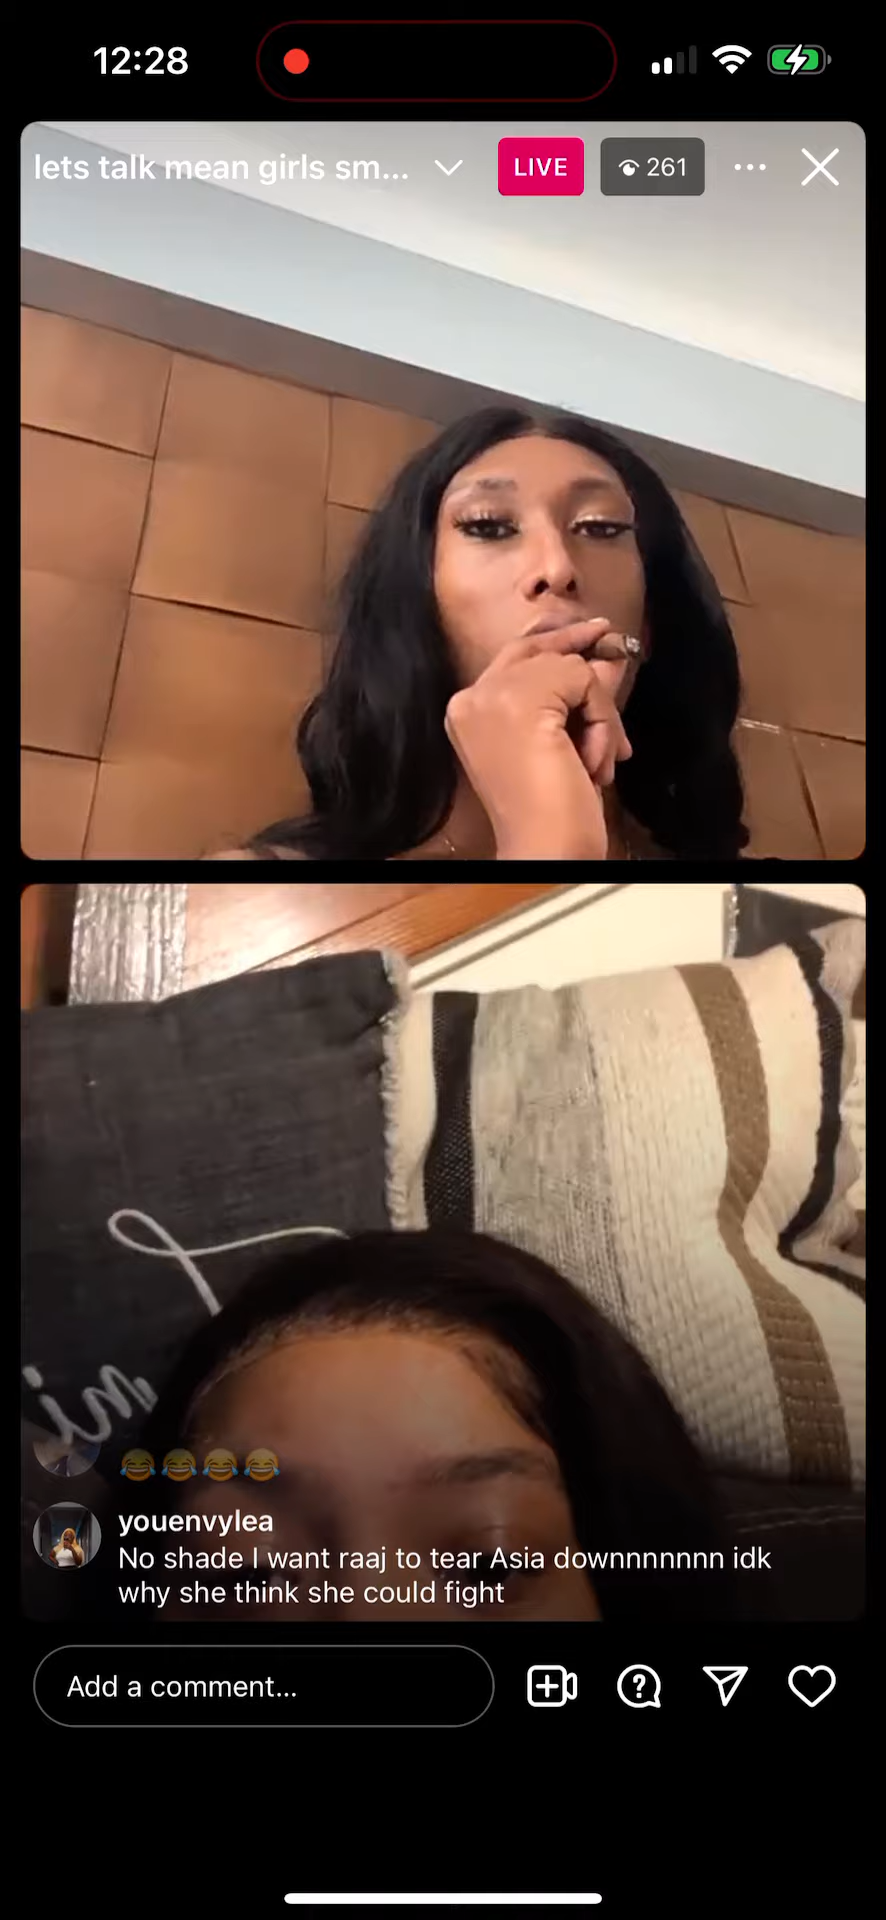 12:28
lets talk mean girls sm...
LIVE
261
😂😂😂😂
youenvylea
No shade I want raaj to tear Asia downnnnnnn idk
why she think she could fight
Add a comment...